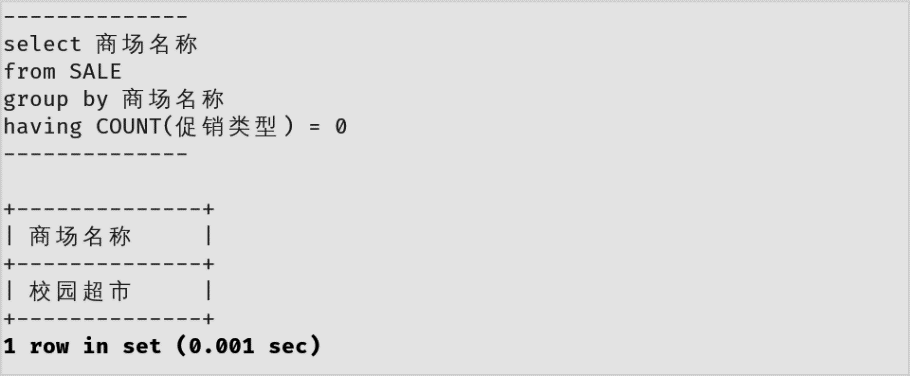 --------------
select 商场名称
from SALE
group by 商场名称
having COUNT(促销类型) = 0
--------------
+--------------+
| 商场名称     |
+--------------+
| 校园超市     |
+--------------+
1 row in set (0.001 sec)